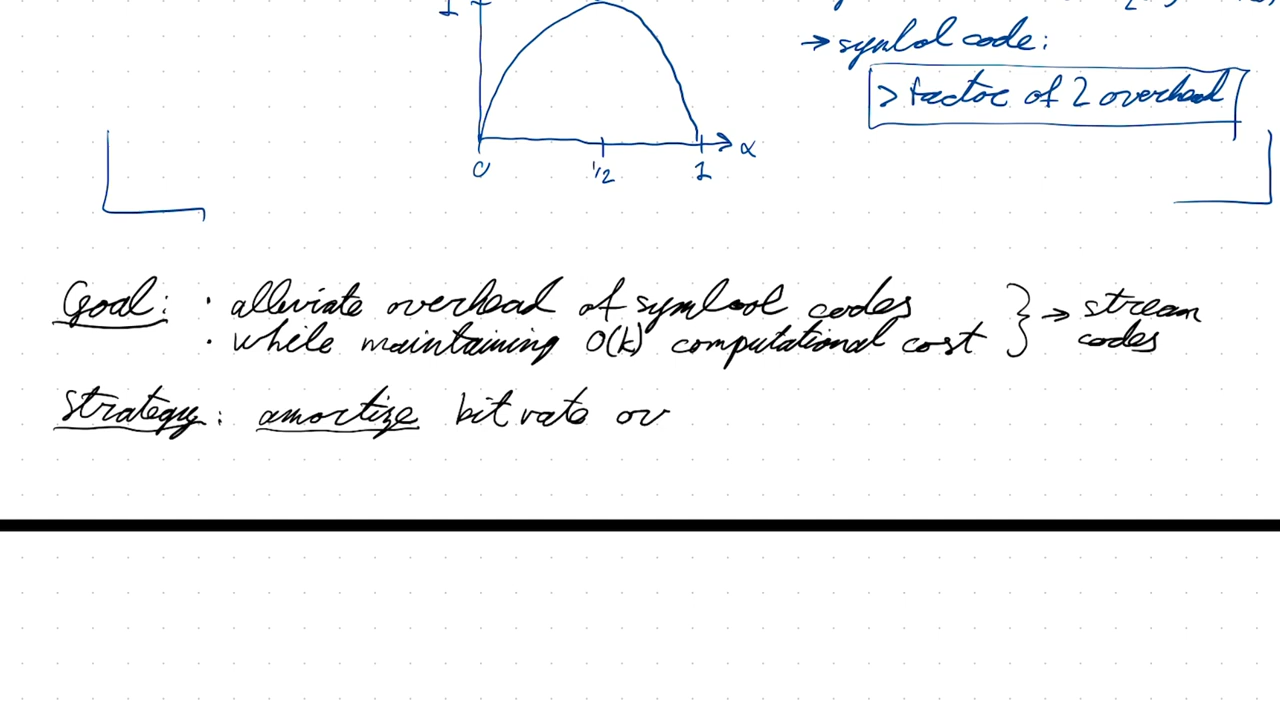 1
→ symbol code:
> factor of 2 overhead
α
0 1/2 1
Goal: · alleviate overhead of symbol codes
· while maintaining O(k) computational cost } → stream codes
Strategy: amortize bit rate ov